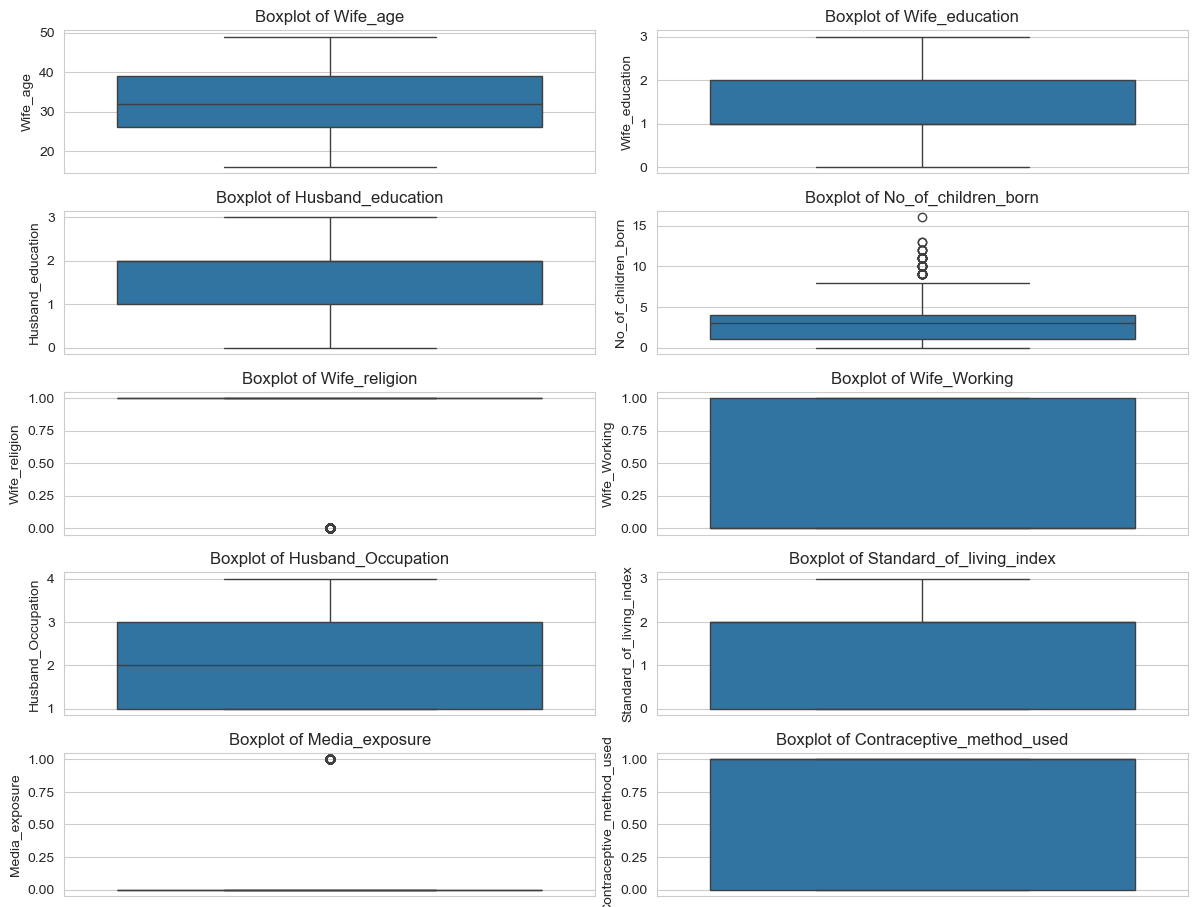 Boxplot of Wife_age
Wife_age
50
40
30
20
Boxplot of Wife_education
Wife_education
3
2
1
0
Boxplot of Husband_education
Husband_education
3
2
1
0
Boxplot of No_of_children_born
No_of_children_born
15
10
5
0
Boxplot of Wife_religion
Wife_religion
1.00
0.75
0.50
0.25
0.00
Boxplot of Wife_Working
Wife_Working
1.00
0.75
0.50
0.25
0.00
Boxplot of Husband_Occupation
Husband_Occupation
4
3
2
1
Boxplot of Standard_of_living_index
Standard_of_living_index
3
2
1
0
Boxplot of Media_exposure
Media_exposure
1.00
0.75
0.50
0.25
0.00
Boxplot of Contraceptive_method_used
Contraceptive_method_used
1.00
0.75
0.50
0.25
0.00